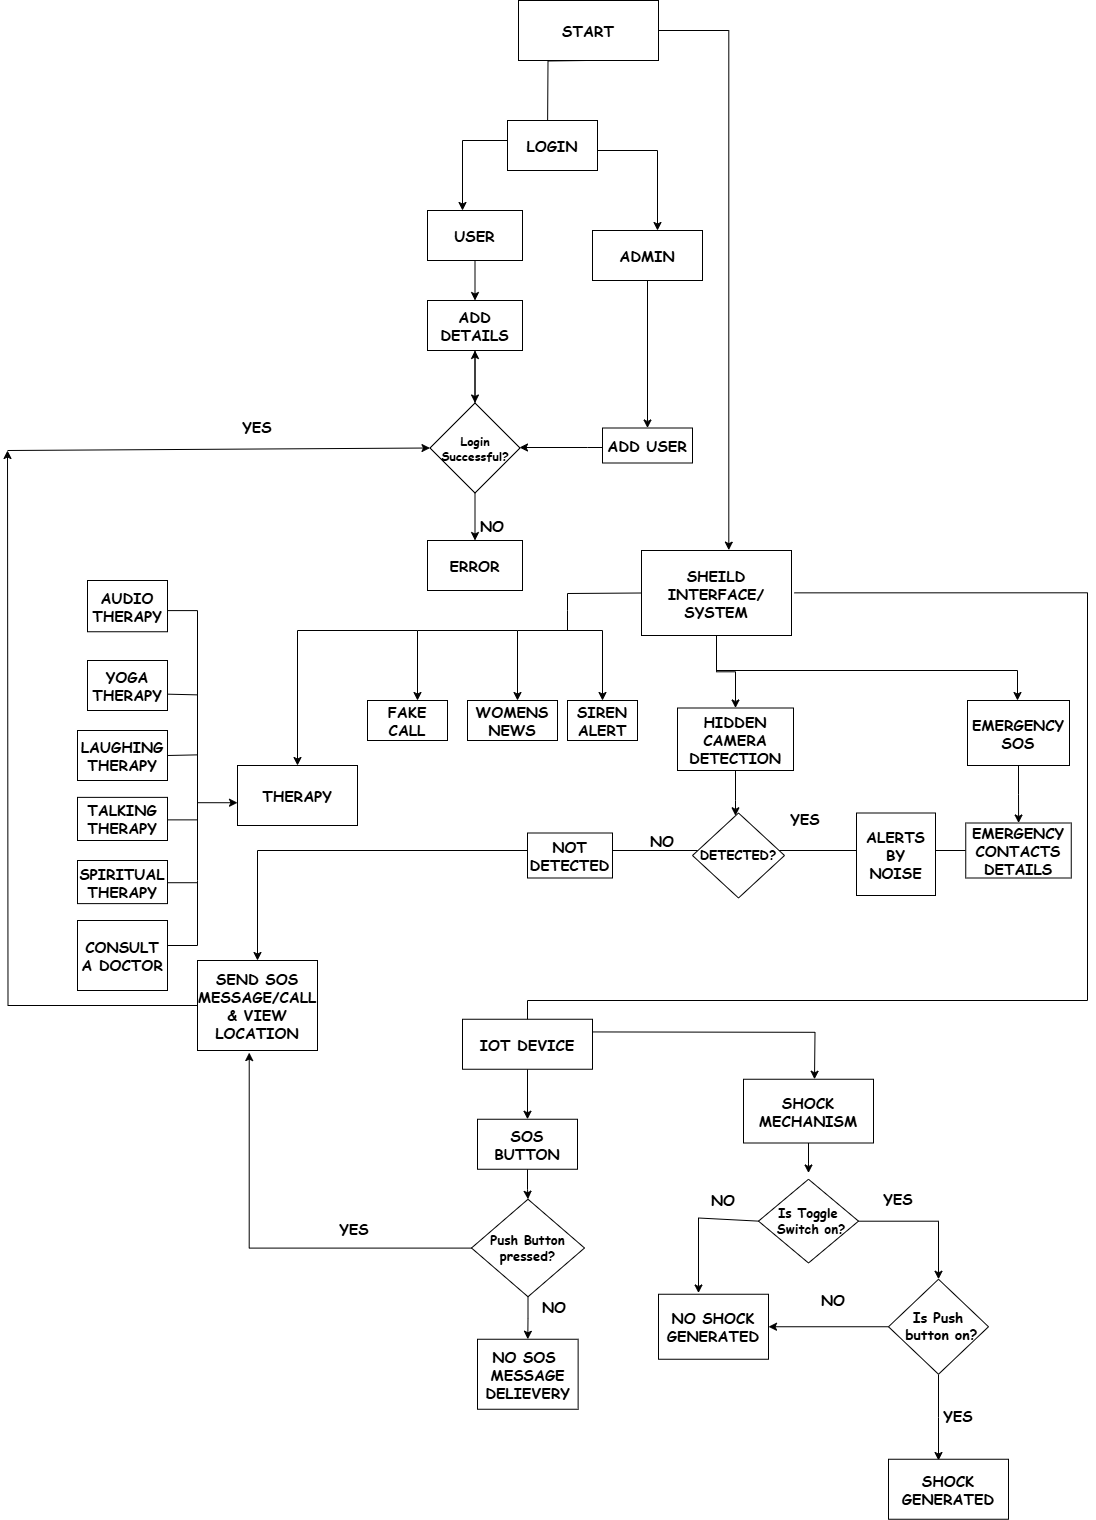 START
LOGIN
USER
ADMIN
ADD
DETAILS
YES
Login
Successful?
ADD USER
NO
ERROR
SHEILD
INTERFACE/
SYSTEM
AUDIO
THERAPY
YOGA
THERAPY
LAUGHING
THERAPY
TALKING
THERAPY
SPIRITUAL
THERAPY
CONSULT
A DOCTOR
THERAPY
FAKE
CALL
WOMENS
NEWS
SIREN
ALERT
HIDDEN
CAMERA
DETECTION
EMERGENCY
SOS
NOT
DETECTED
NO
DETECTED?
YES
ALERTS
BY
NOISE
EMERGENCY
CONTACTS
DETAILS
SEND SOS
MESSAGE/CALL
& VIEW
LOCATION
IOT DEVICE
SOS
BUTTON
SHOCK
MECHANISM
YES
Push Button
pressed?
NO
NO SOS
MESSAGE
DELIEVERY
NO
Is Toggle
Switch on?
YES
NO SHOCK
GENERATED
NO
Is Push
button on?
YES
SHOCK
GENERATED